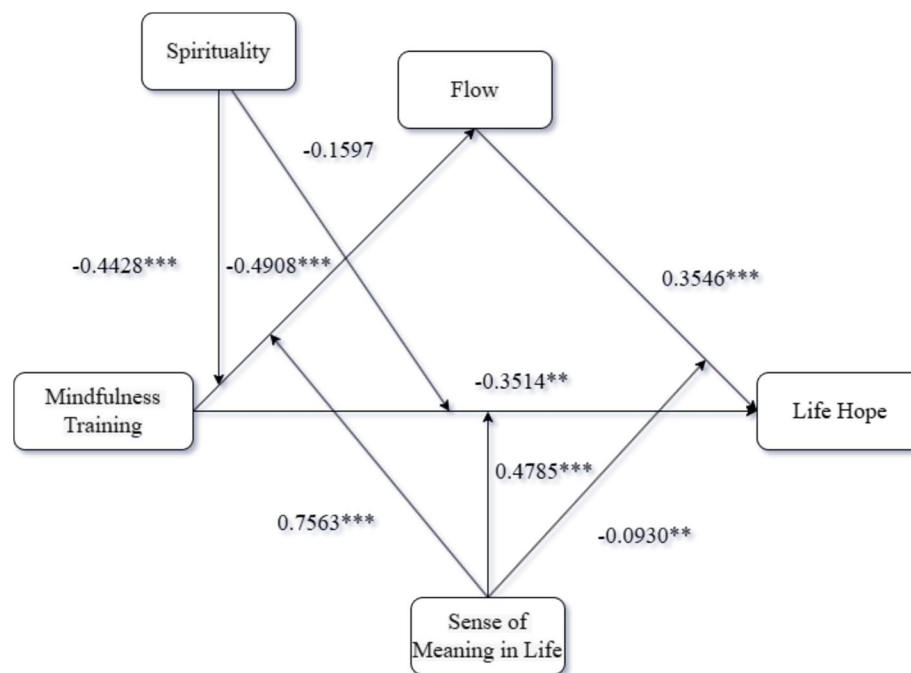 Spirituality
Flow
-0.1597
-0.4428***
-0.4908***
0.3546***
Mindfulness
Training
-0.3514**
Life Hope
0.4785***
0.7563***
-0.0930**
Sense of
Meaning in Life